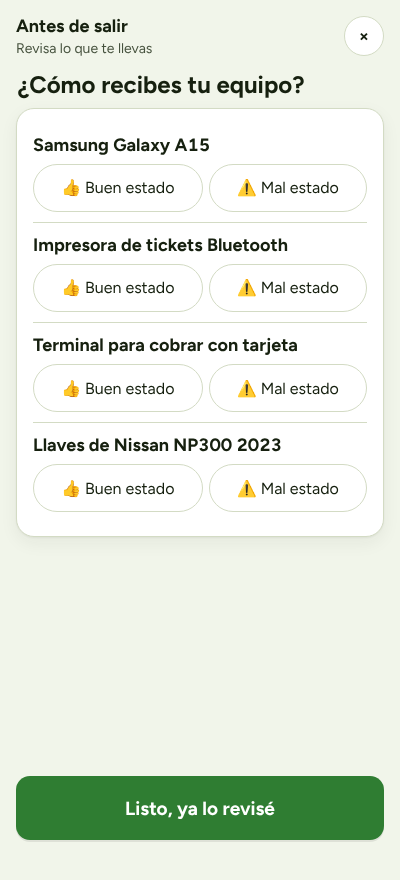 Antes de salir
Revisa lo que te llevas
×
¿Cómo recibes tu equipo?
Samsung Galaxy A15
👍 Buen estado
⚠️ Mal estado
Impresora de tickets Bluetooth
👍 Buen estado
⚠️ Mal estado
Terminal para cobrar con tarjeta
👍 Buen estado
⚠️ Mal estado
Llaves de Nissan NP300 2023
👍 Buen estado
⚠️ Mal estado
Listo, ya lo revisé